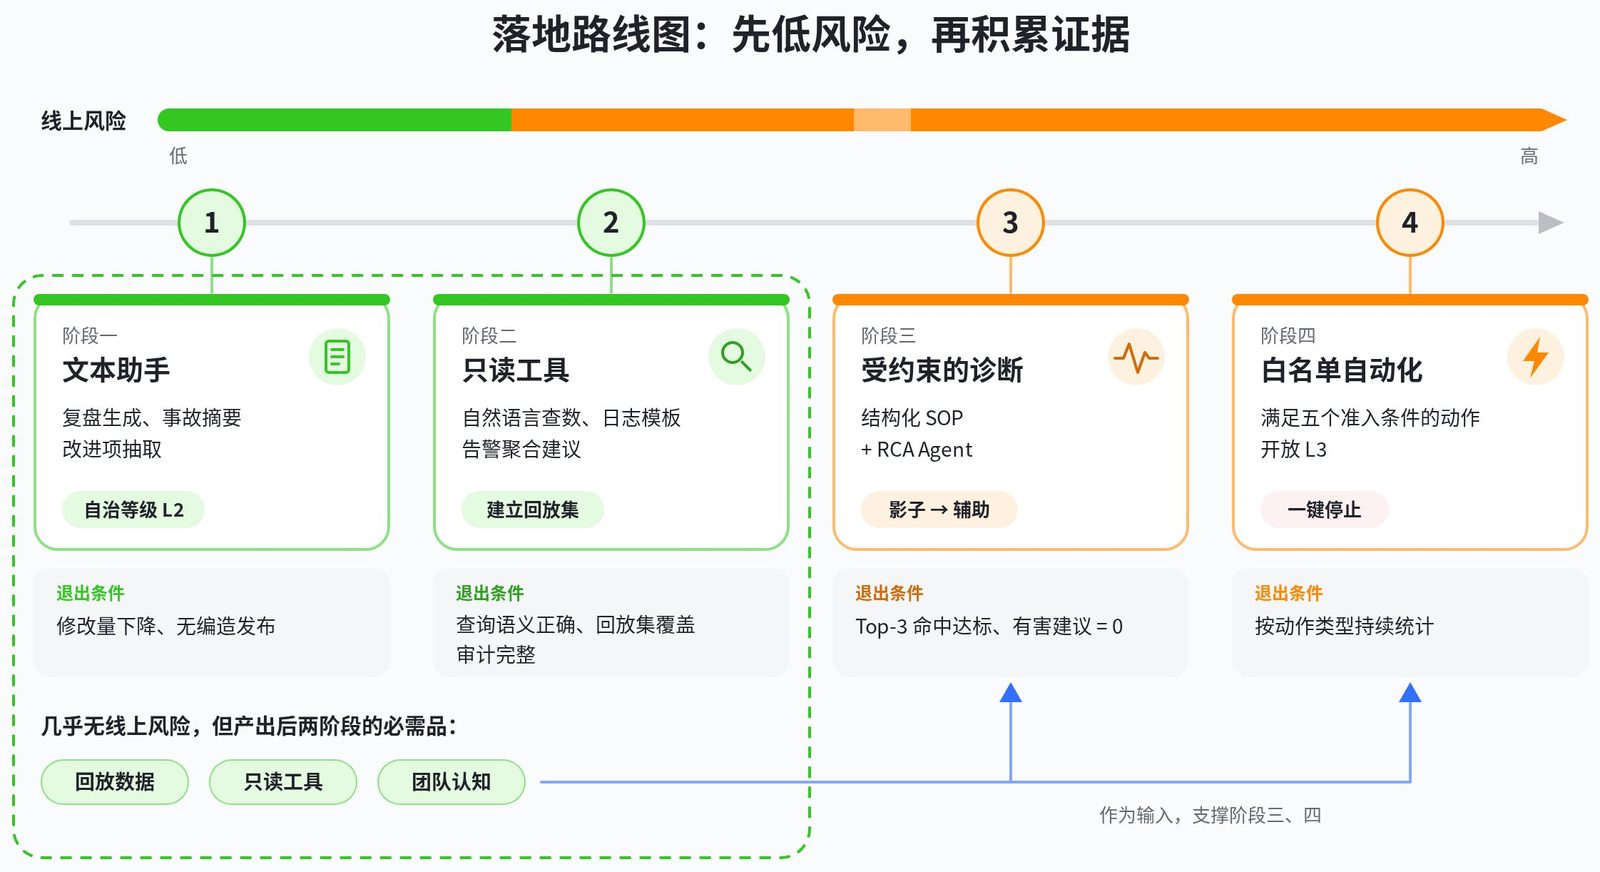 落地路线图：先低风险，再积累证据
线上风险
低
高
1
2
3
4
阶段一
文本助手
复盘生成、事故摘要
改进项抽取
自治等级 L2
退出条件
修改量下降、无编造发布
阶段二
只读工具
自然语言查数、日志模板
告警聚合建议
建立回放集
退出条件
查询语义正确、回放集覆盖
审计完整
阶段三
受约束的诊断
结构化 SOP
+ RCA Agent
影子 → 辅助
退出条件
Top-3 命中达标、有害建议 = 0
阶段四
白名单自动化
满足五个准入条件的动作
开放 L3
一键停止
退出条件
按动作类型持续统计
几乎无线上风险，但产出后两阶段的必需品：
回放数据
只读工具
团队认知
作为输入，支撑阶段三、四